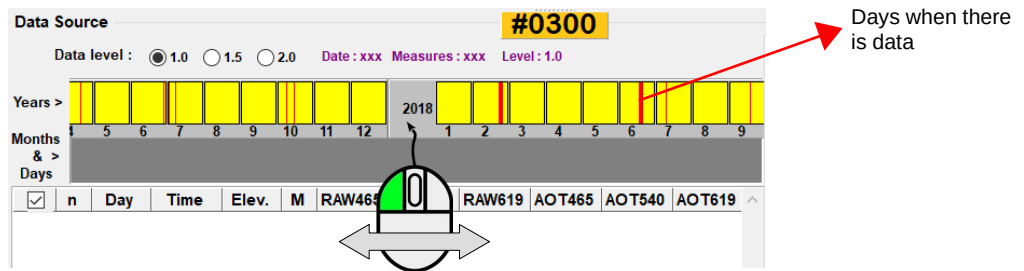 Data Source
#0300
Days when there
is data
Data level : 1.0 1.5 2.0 Date : xxx Measures : xxx Level : 1.0
Years >
2018
4 5 6 7 8 9 10 11 12 1 2 3 4 5 6 7 8 9
Months
& >
Days
n Day Time Elev. M RAW465 RAW619 AOT465 AOT540 AOT619